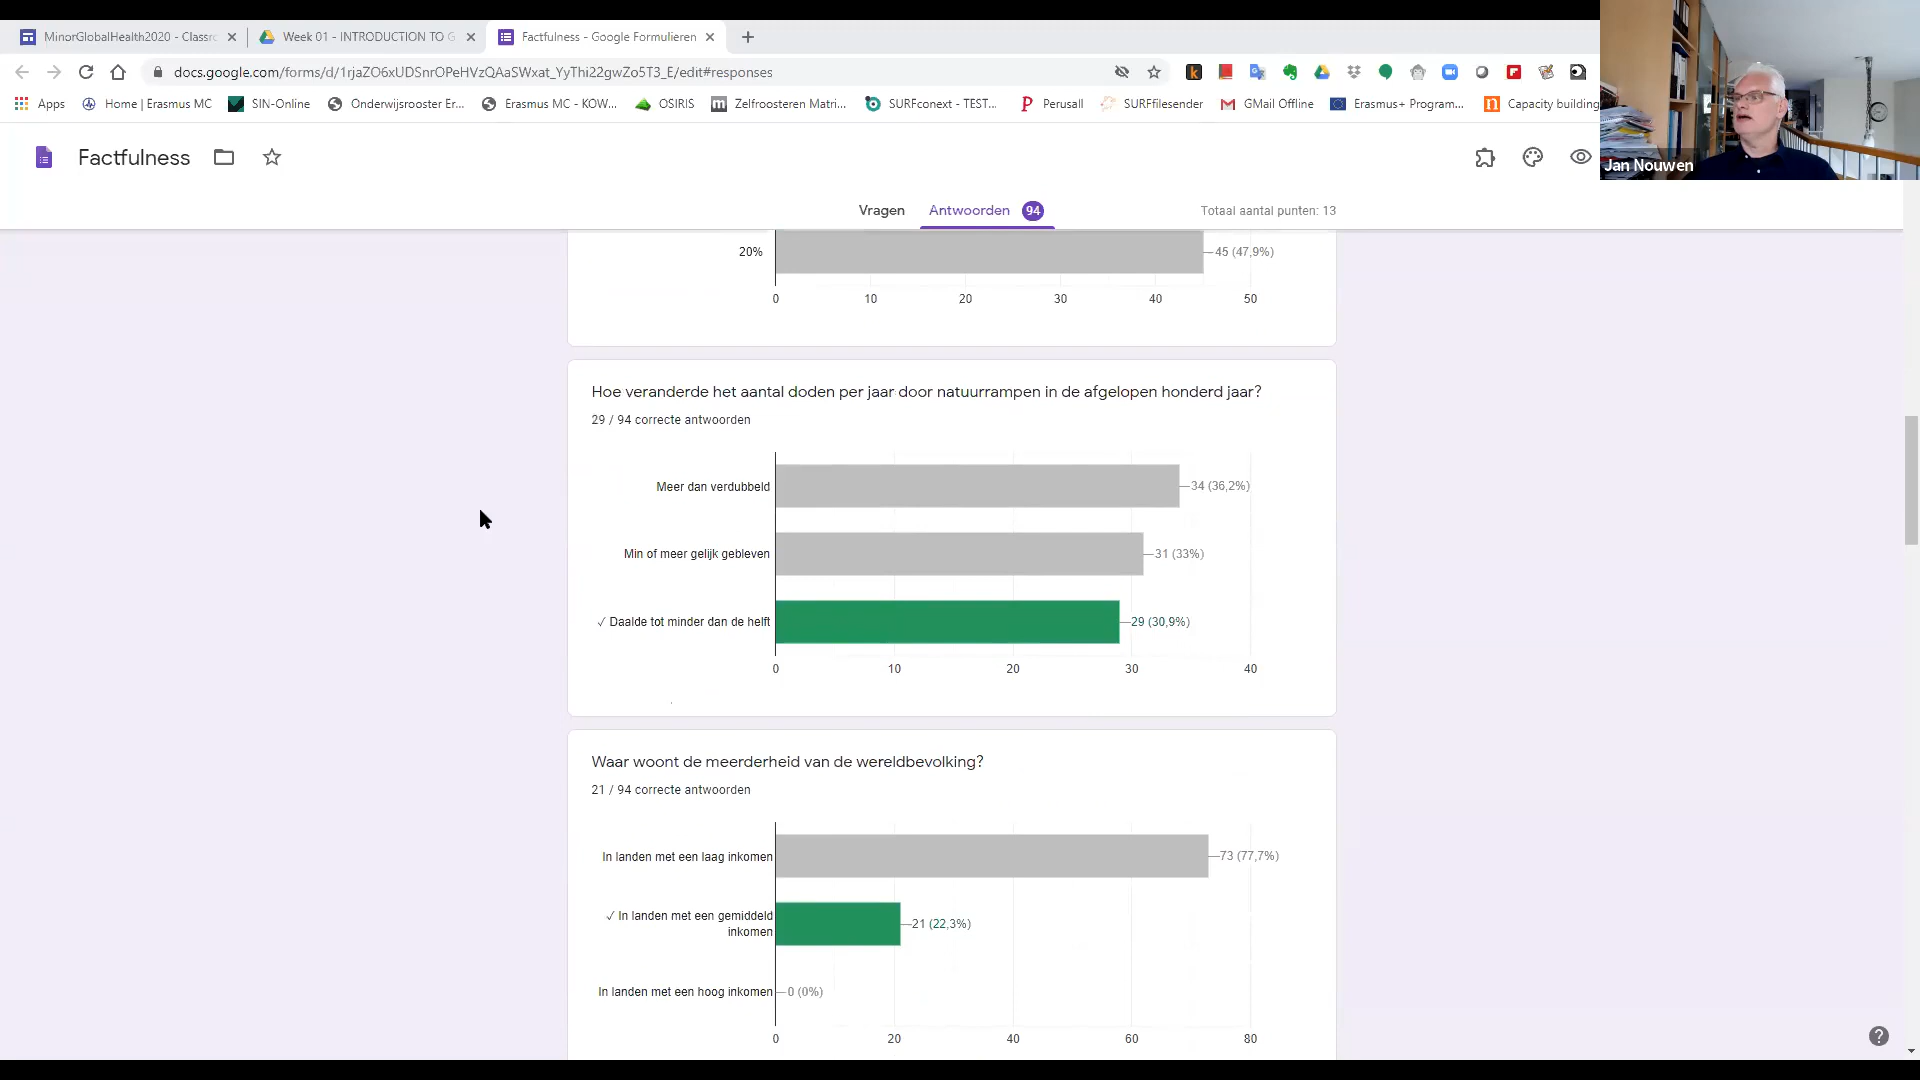 MinorGlobalHealth2020 - Classr
Week 01 - INTRODUCTION TO G
Factfulness - Google Formulieren
docs.google.com/forms/d/1rjaZO6xUDSnrOPeHVzQAaSWxat_YyThi22gwZo5T3_E/edit#responses
Apps
Home | Erasmus MC
SIN-Online
Onderwijsrooster Er...
Erasmus MC - KOW...
OSIRIS
Zelfroosteren Matri...
SURFconext - TEST...
Perusall
SURFfilesender
GMail Offline
Erasmus+ Program...
Capacity building
Jan Nouwen
Factfulness
Vragen
Antwoorden 94
Totaal aantal punten: 13
20%
45 (47,9%)
0 10 20 30 40 50
Hoe veranderde het aantal doden per jaar door natuurrampen in de afgelopen honderd jaar?
29 / 94 correcte antwoorden
Meer dan verdubbeld
34 (36,2%)
Min of meer gelijk gebleven
31 (33%)
✓ Daalde tot minder dan de helft
29 (30,9%)
0 10 20 30 40
Waar woont de meerderheid van de wereldbevolking?
21 / 94 correcte antwoorden
In landen met een laag inkomen
73 (77,7%)
✓ In landen met een gemiddeld
inkomen
21 (22,3%)
In landen met een hoog inkomen
0 (0%)
0 20 40 60 80